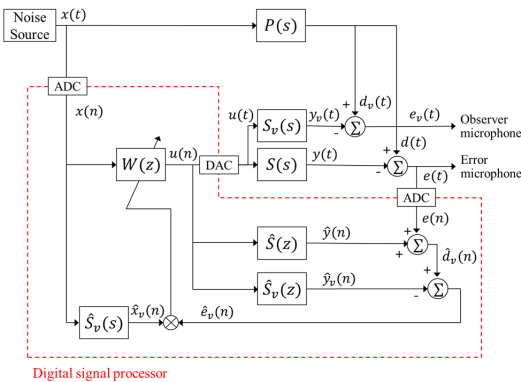 Noise Source
x(t)
P(s)
ADC
x(n)
d_v(t)
+
u(t)
S_v(s)
y_v(t)
-
Σ
e_v(t)
Observer microphone
d(t)
+
W(z)
u(n)
DAC
S(s)
y(t)
-
Σ
Error microphone
e(t)
ADC
e(n)
+
Ŝ(z)
ŷ(n)
+
Σ
d̂_v(n)
+
Ŝ_v(z)
ŷ_v(n)
-
Σ
Ŝ_v(s)
x̂_v(n)
ê_v(n)
Digital signal processor